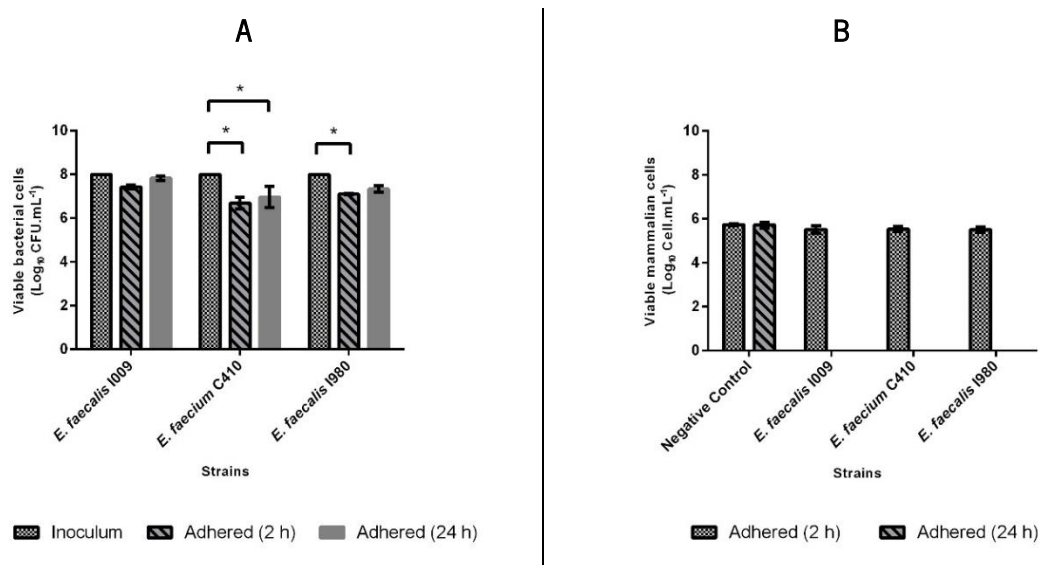 A
*
*
*
10
8
6
4
2
0
Viable bacterial cells
(Log₁₀ CFU.mL⁻¹)
E. faecalis I009
E. faecium C410
E. faecalis I980
Strains
Inoculum
Adhered (2 h)
Adhered (24 h)
B
10
8
6
4
2
0
Viable mammalian cells
(Log₁₀ Cell.mL⁻¹)
Negative Control
E. faecalis I009
E. faecium C410
E. faecalis I980
Strains
Adhered (2 h)
Adhered (24 h)